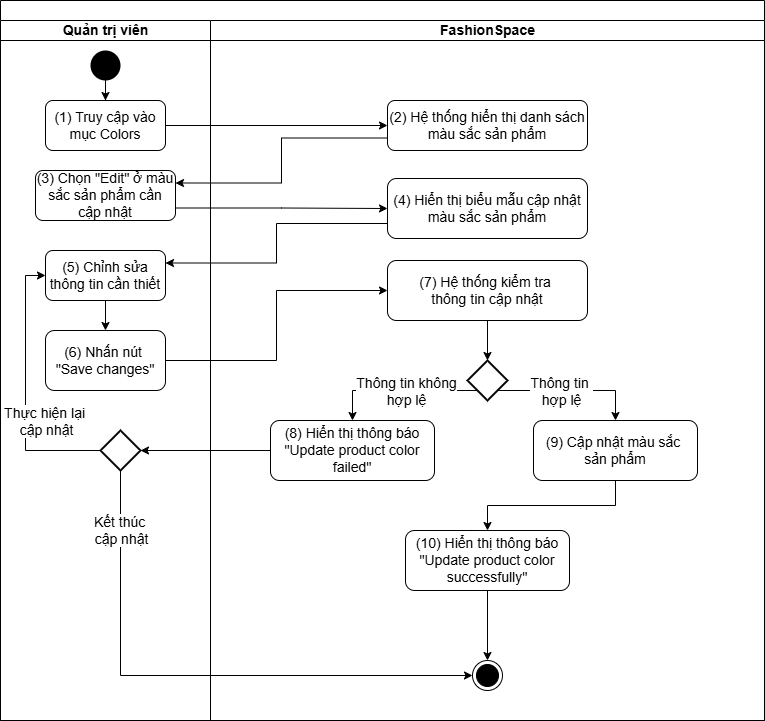 Quản trị viên
FashionSpace
(1) Truy cập vào
mục Colors
(2) Hệ thống hiển thị danh sách
màu sắc sản phẩm
(3) Chọn "Edit" ở màu
sắc sản phẩm cần
cập nhật
(4) Hiển thị biểu mẫu cập nhật
màu sắc sản phẩm
(5) Chỉnh sửa
thông tin cần thiết
(6) Nhấn nút
"Save changes"
(7) Hệ thống kiểm tra
thông tin cập nhật
Thông tin không
hợp lệ
Thông tin
hợp lệ
(8) Hiển thị thông báo
"Update product color
failed"
(9) Cập nhật màu sắc
sản phẩm
Thực hiện lại
cập nhật
Kết thúc
cập nhật
(10) Hiển thị thông báo
"Update product color
successfully"